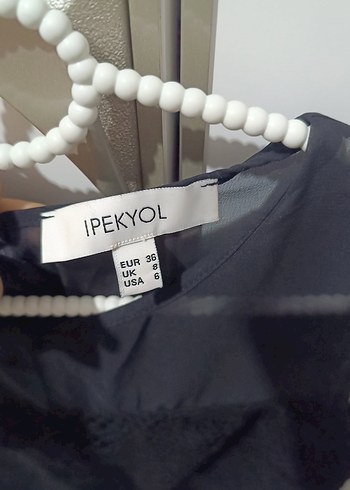 IPEKYOL
EUR 36
UK 8
USA 6